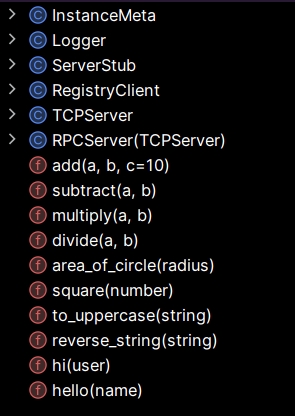 C InstanceMeta
C Logger
C ServerStub
C RegistryClient
C TCPServer
C RPCServer(TCPServer)
f add(a, b, c=10)
f subtract(a, b)
f multiply(a, b)
f divide(a, b)
f area_of_circle(radius)
f square(number)
f to_uppercase(string)
f reverse_string(string)
f hi(user)
f hello(name)